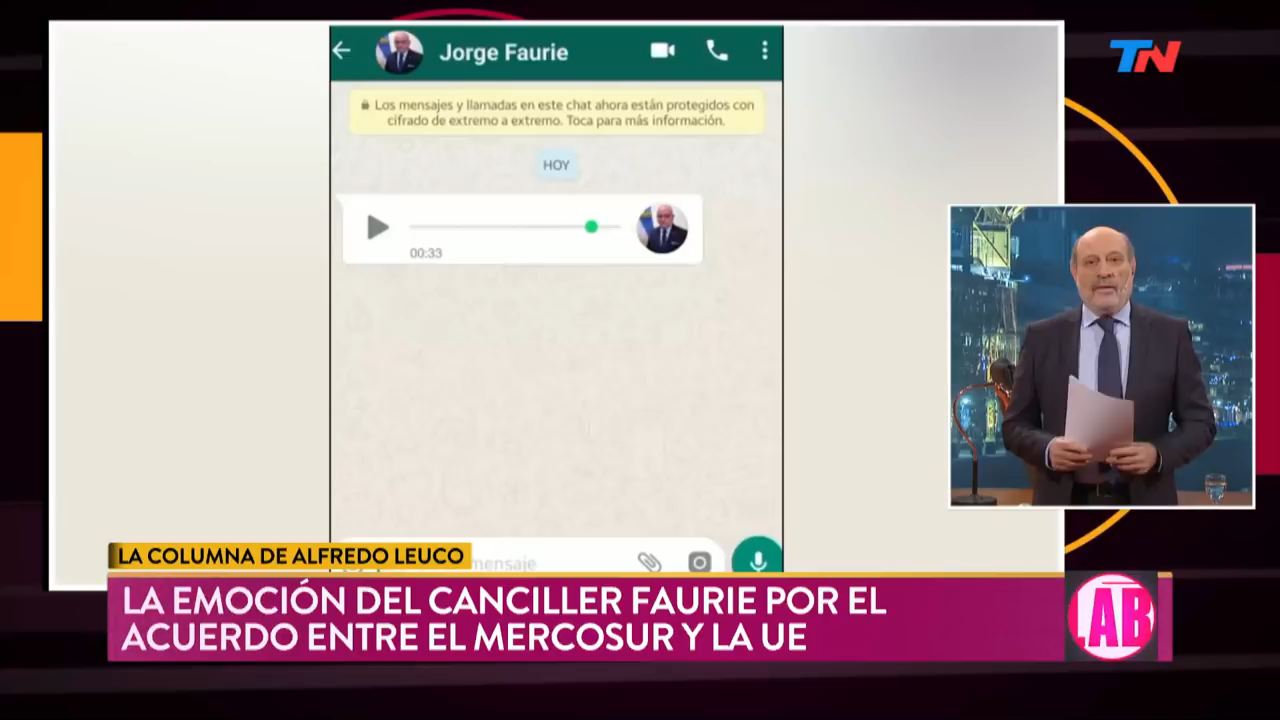 Jorge Faurie
TN
Los mensajes y llamadas en este chat ahora están protegidos con
cifrado de extremo a extremo. Toca para más información.
HOY
00:33
mensaje
LA COLUMNA DE ALFREDO LEUCO
LA EMOCIÓN DEL CANCILLER FAURIE POR EL
ACUERDO ENTRE EL MERCOSUR Y LA UE
LAB